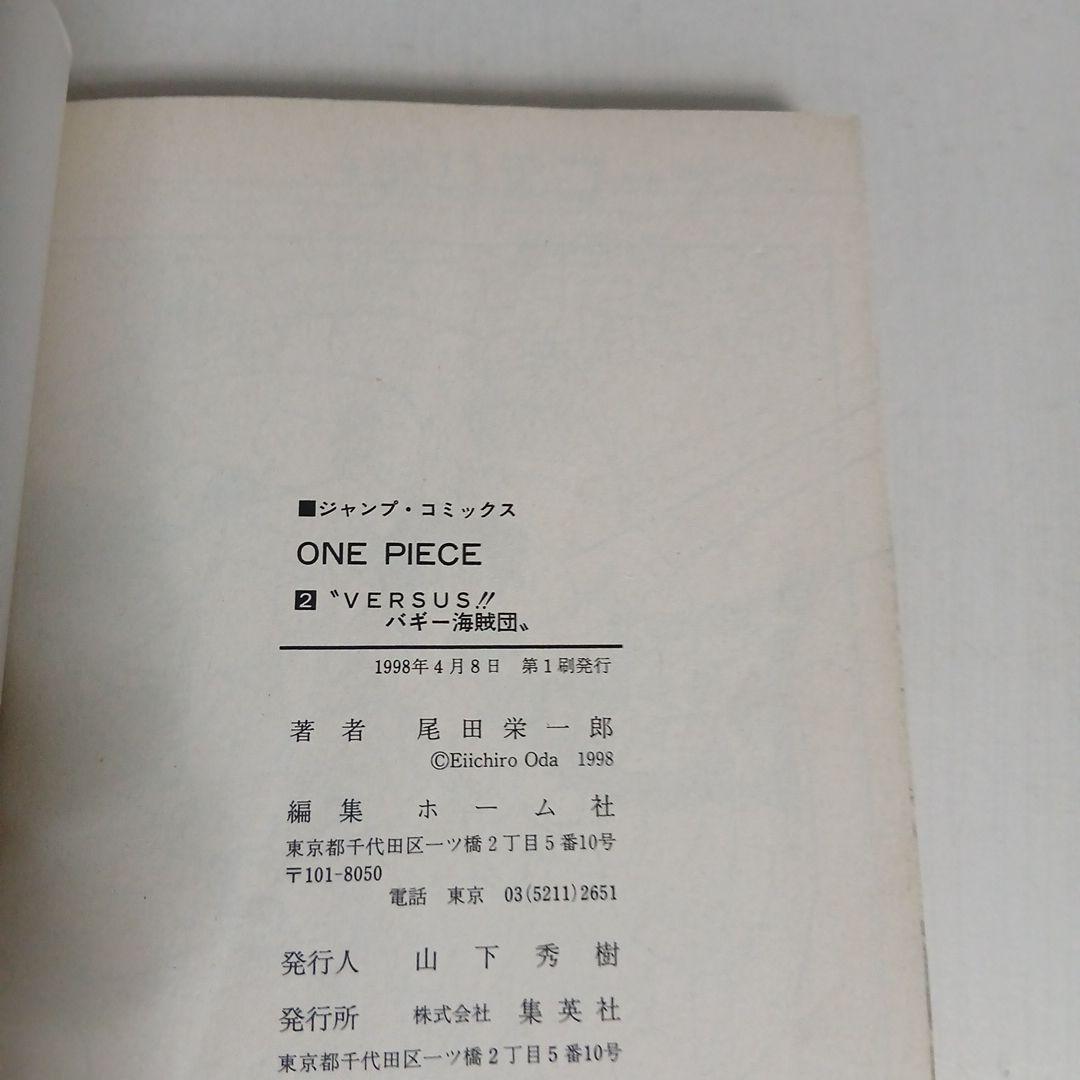 ■ジャンプ・コミックス
ONE PIECE
2 〝VERSUS!!
バギー海賊団〟
1998年4月8日 第1刷発行
著者 尾田栄一郎
©Eiichiro Oda 1998
編集 ホーム社
東京都千代田区一ツ橋2丁目5番10号
〒101-8050
電話 東京 03(5211)2651
発行人 山下秀樹
発行所 株式会社 集英社
東京都千代田区一ツ橋2丁目5番10号